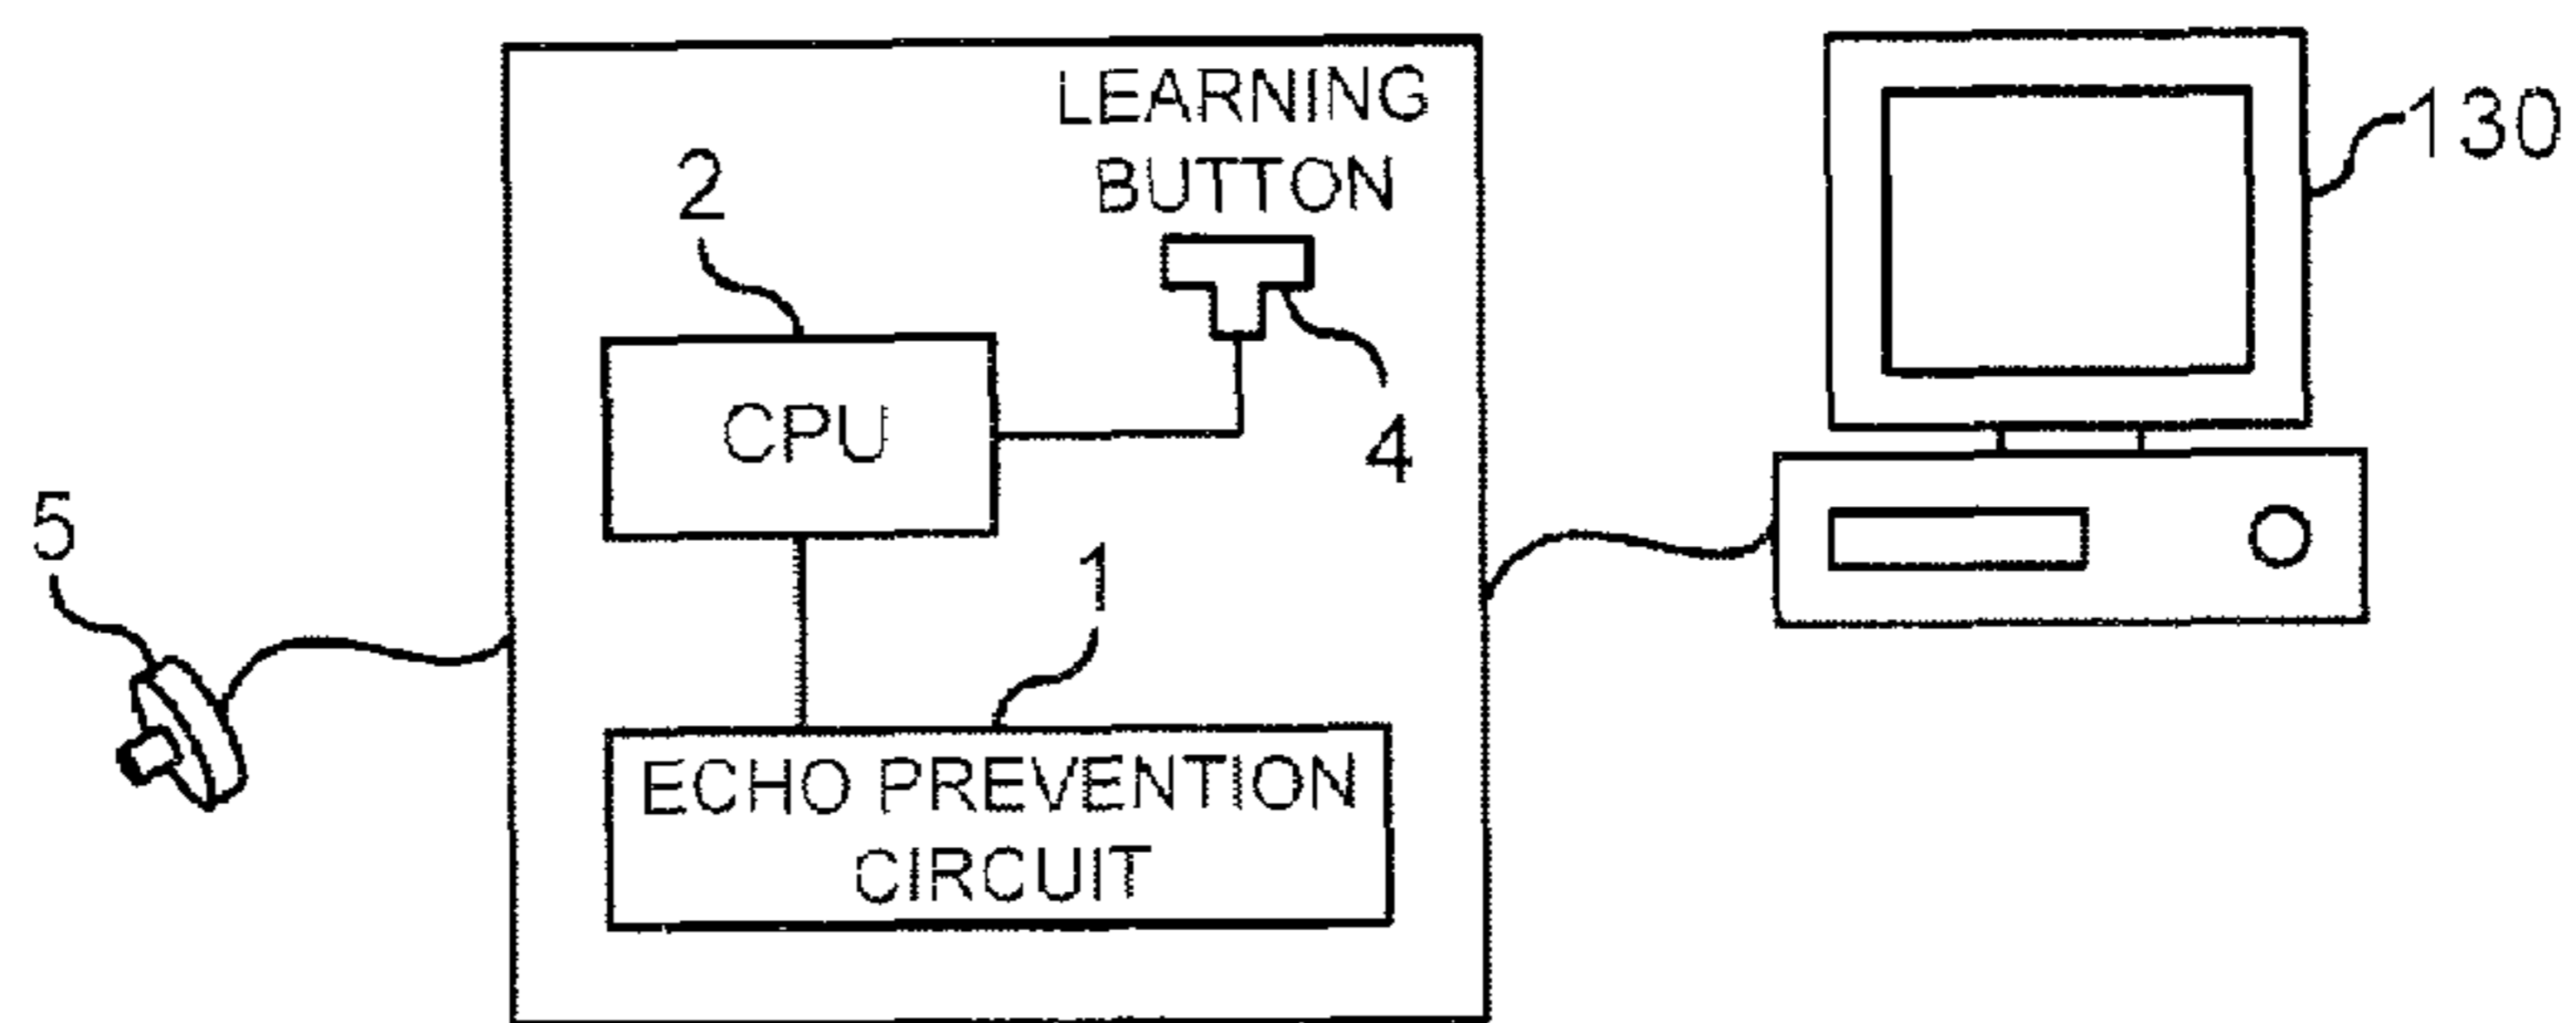 LEARNING
BUTTON
130
2
CPU
4
5
1
ECHO PREVENTION
CIRCUIT